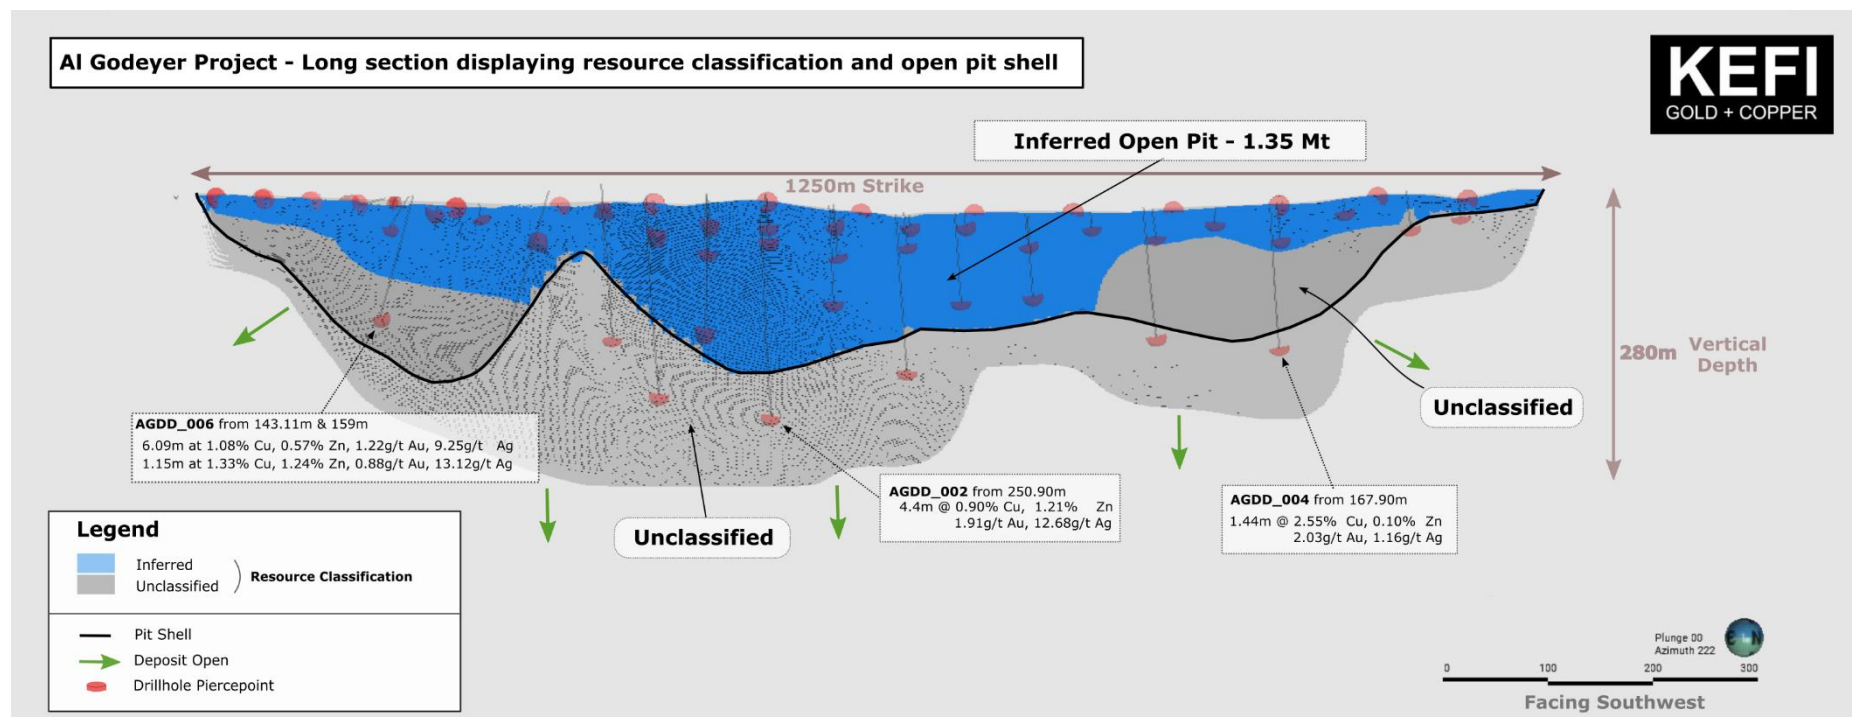 Al Godeyer Project - Long section displaying resource classification and open pit shell
KEFI
GOLD + COPPER
Inferred Open Pit - 1.35 Mt
1250m Strike
280m
Vertical
Depth
Unclassified
AGDD_006 from 143.11m & 159m
6.09m at 1.08% Cu, 0.57% Zn, 1.22g/t Au, 9.25g/t Ag
1.15m at 1.33% Cu, 1.24% Zn, 0.88g/t Au, 13.12g/t Ag
AGDD_002 from 250.90m
4.4m @ 0.90% Cu, 1.21% Zn
1.91g/t Au, 12.68g/t Ag
AGDD_004 from 167.90m
1.44m @ 2.55% Cu, 0.10% Zn
2.03g/t Au, 1.16g/t Ag
Unclassified
Legend
Inferred
Unclassified
Resource Classification
Pit Shell
Deposit Open
Drillhole Piercepoint
Plunge 00
Azimuth 222
E N
0 100 200 300
Facing Southwest